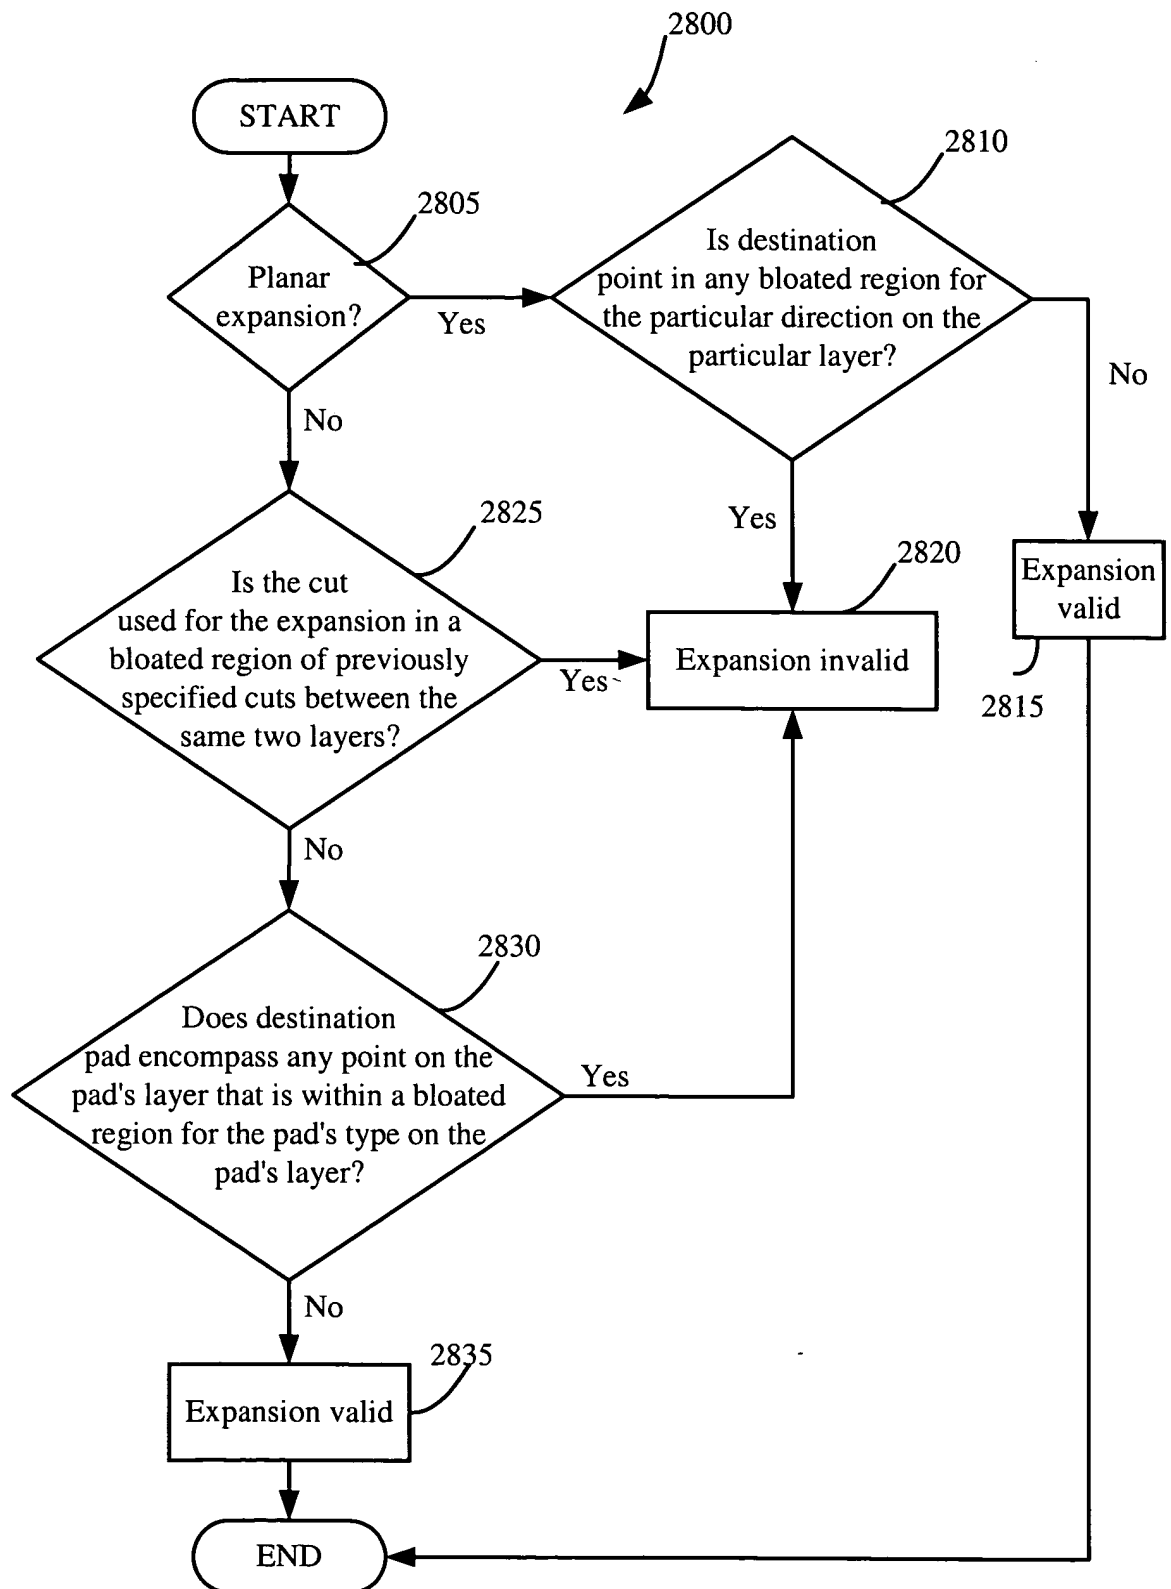 2800
START
2805
Planar
expansion?
Yes
No
2810
Is destination
point in any bloated region for
the particular direction on the
particular layer?
No
Yes
2825
Is the cut
used for the expansion in a
bloated region of previously
specified cuts between the
same two layers?
Yes
No
2820
Expansion invalid
Expansion
valid
2815
2830
Does destination
pad encompass any point on the
pad's layer that is within a bloated
region for the pad's type on the
pad's layer?
Yes
No
2835
Expansion valid
END